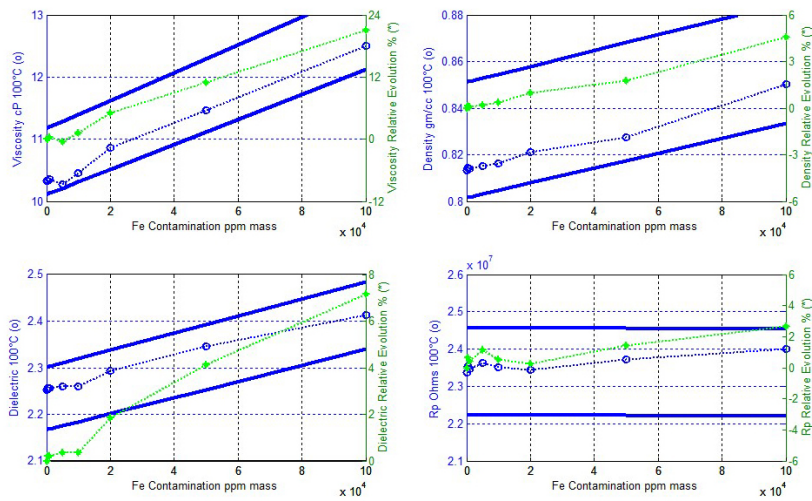 13
12
11
10
Viscosity cP 100°C (o)
24
12
0
-12
Viscosity Relative Evolution % (*)
0 2 4 6 8 10
Fe Contamination ppm mass
x 10^4
0.88
0.86
0.84
0.82
0.8
Density gm/cc 100°C (o)
6
3
0
-3
-6
Density Relative Evolution % (*)
0 2 4 6 8 10
Fe Contamination ppm mass
x 10^4
2.5
2.4
2.3
2.2
2.1
Dielectric 100°C (o)
8
6
4
2
0
Dielectric Relative Evolution % (*)
0 2 4 6 8 10
Fe Contamination ppm mass
x 10^4
x 10^7
2.6
2.5
2.4
2.3
2.2
2.1
Rp Ohms 100°C (o)
6
3
0
-3
-6
Rp Relative Evolution % (*)
0 2 4 6 8 10
Fe Contamination ppm mass
x 10^4